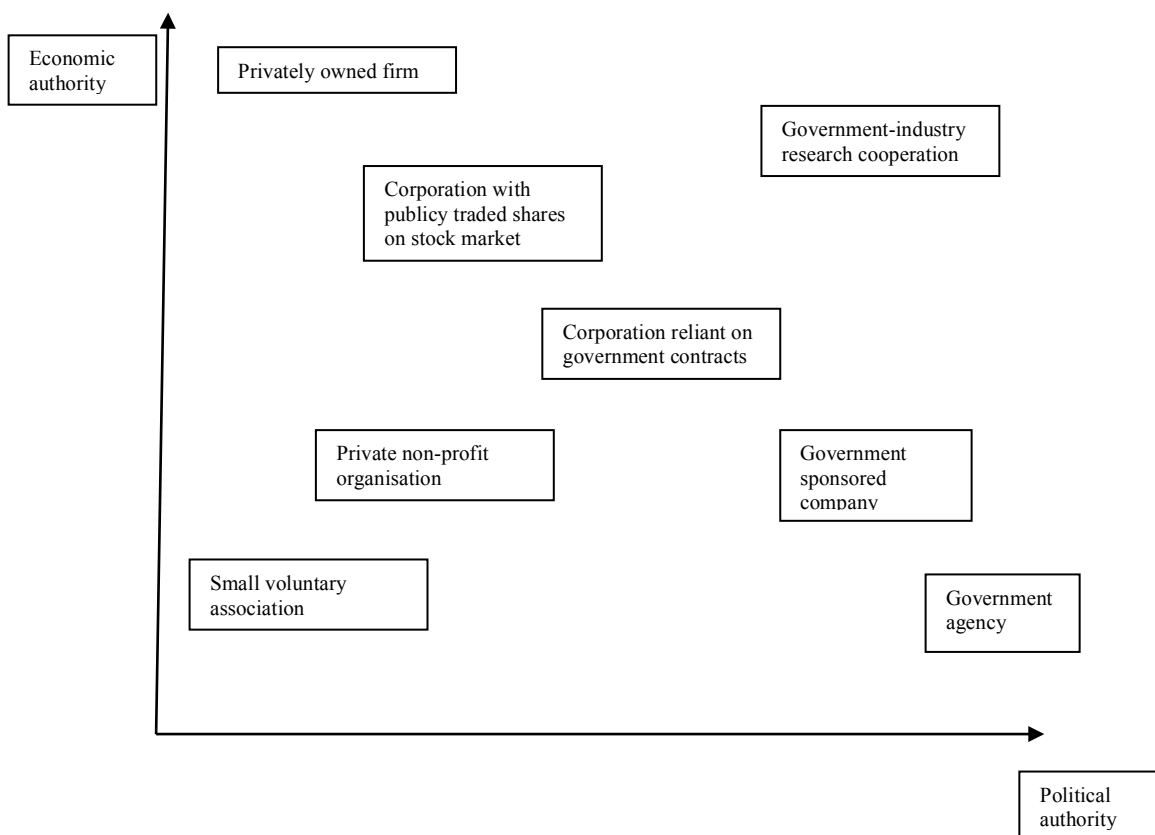 Economic
authority
Privately owned firm
Government-industry
research cooperation
Corporation with
publicy traded shares
on stock market
Corporation reliant on
government contracts
Private non-profit
organisation
Government
sponsored
company
Small voluntary
association
Government
agency
Political
authority